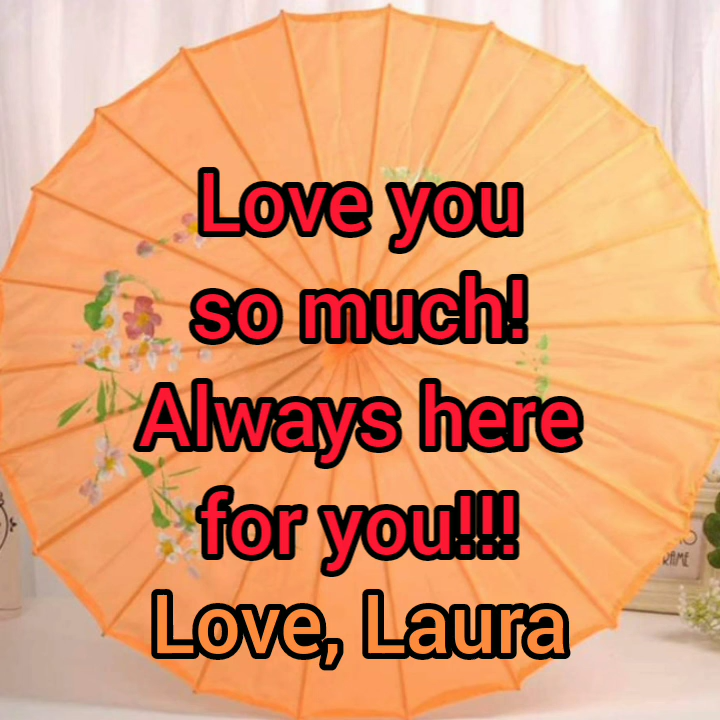 Love you
so much!
Always here
for you!!!
Love, Laura